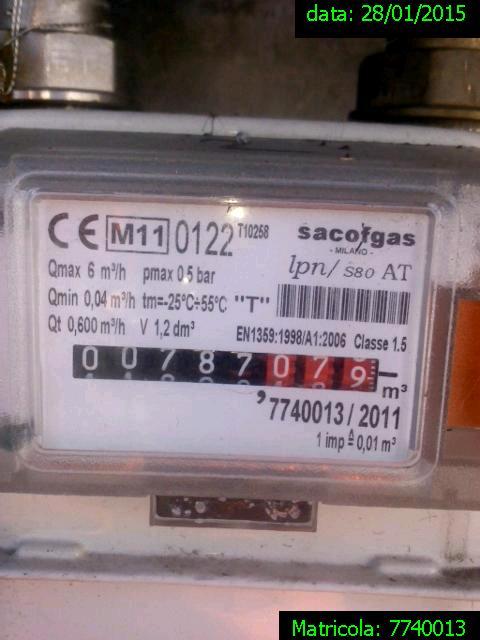 data: 28/01/2015
CE M11 0122 T10258 sacofgas
- MILANO -
lpn/ S80 AT
Qmax 6 m³/h pmax 0.5 bar
Qmin 0,04 m³/h tm=-25°C÷55°C "T"
Qt 0,600 m³/h V 1,2 dm³
EN1359:1998/A1:2006 Classe 1.5
0 0 7 8 7 0 7 9 m³
7740013 / 2011
1 imp ≙ 0,01 m³
Matricola: 7740013